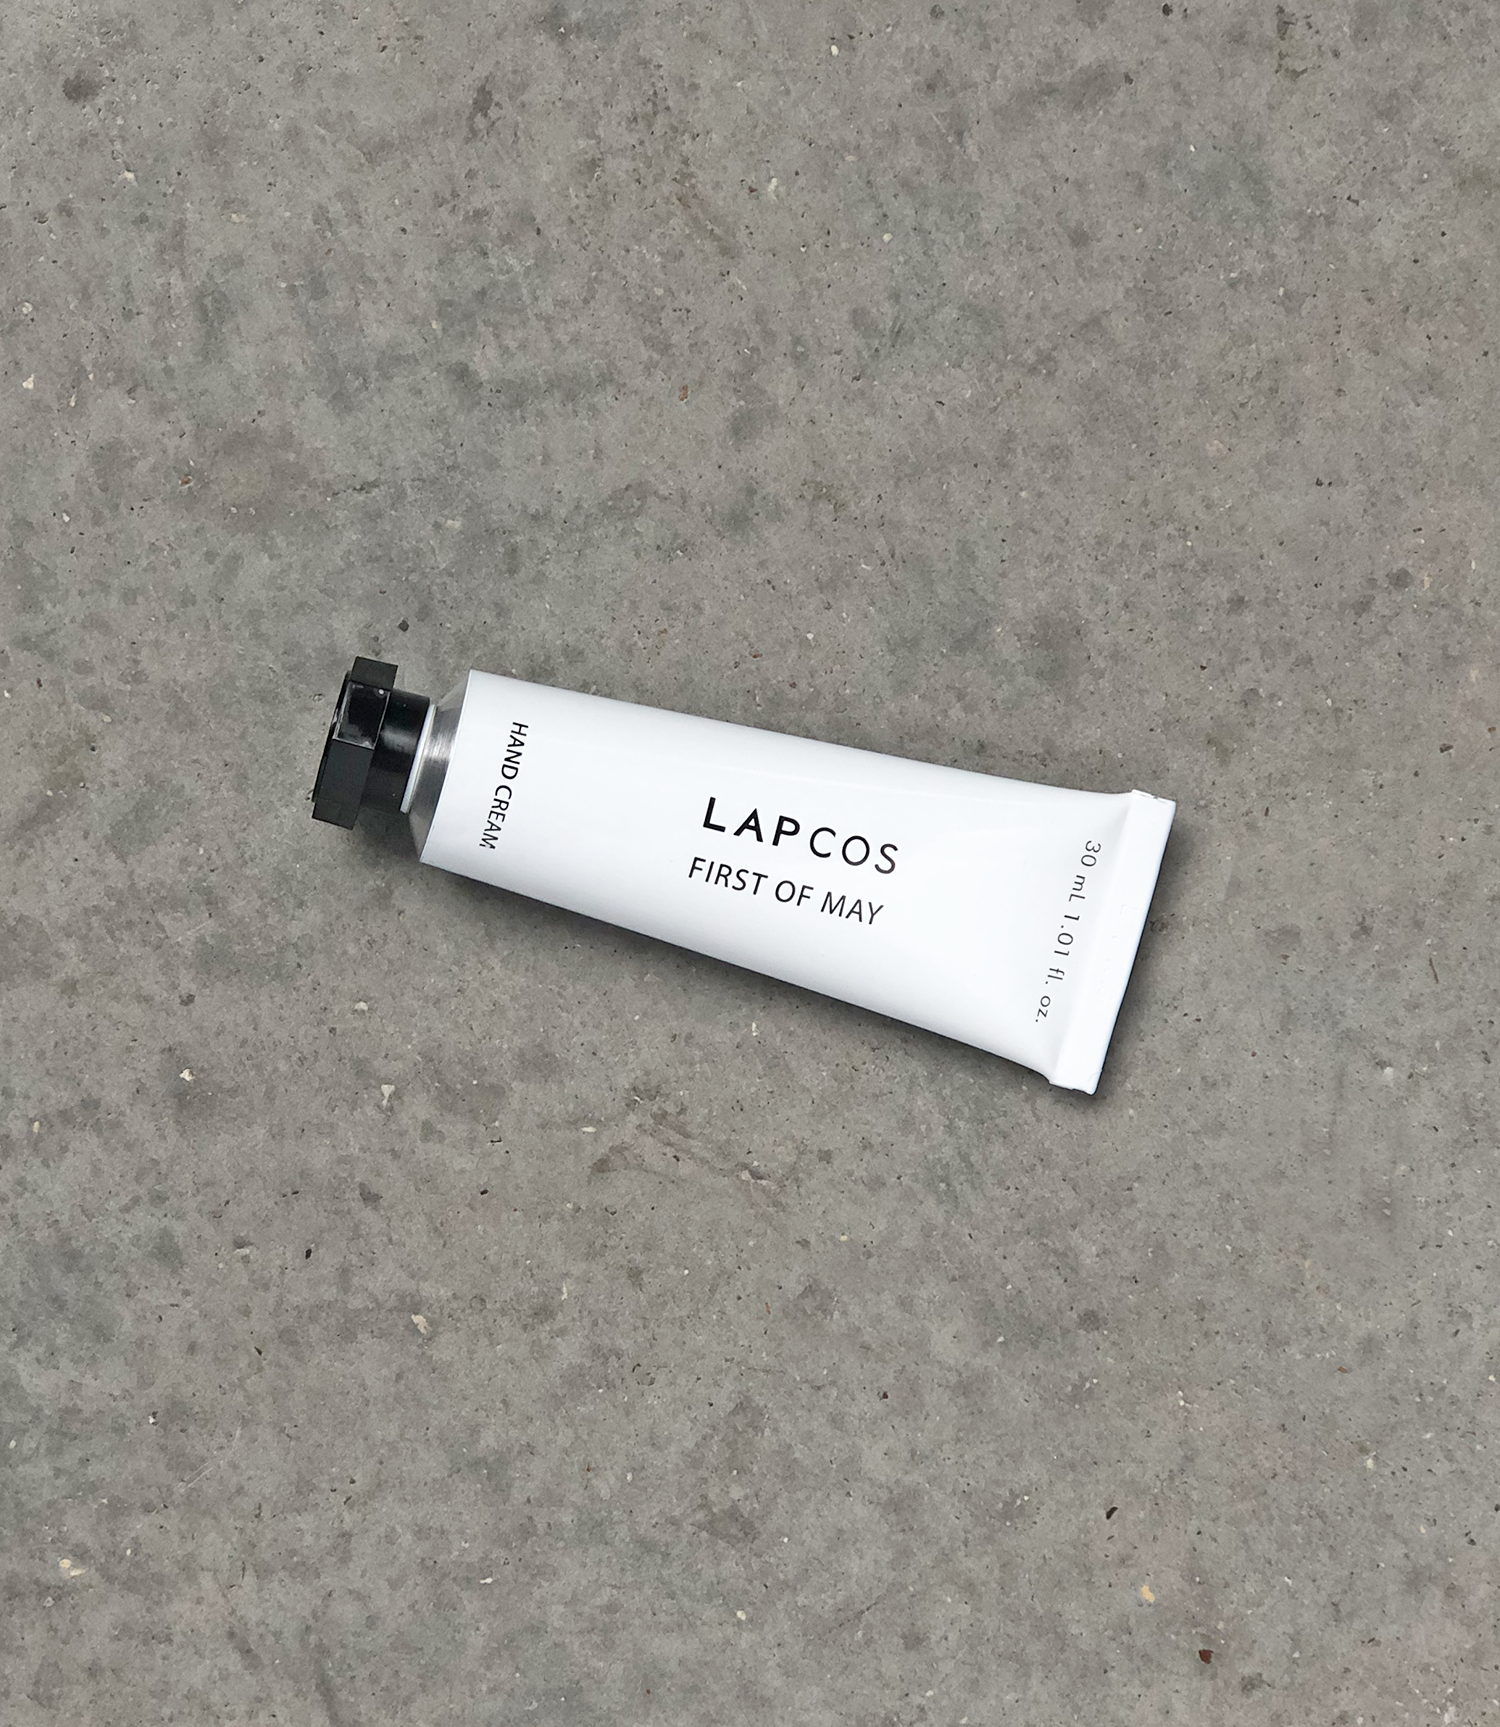 HAND CREAM
LAPCOS
FIRST OF MAY
30 mL 1.01 fl. oz.